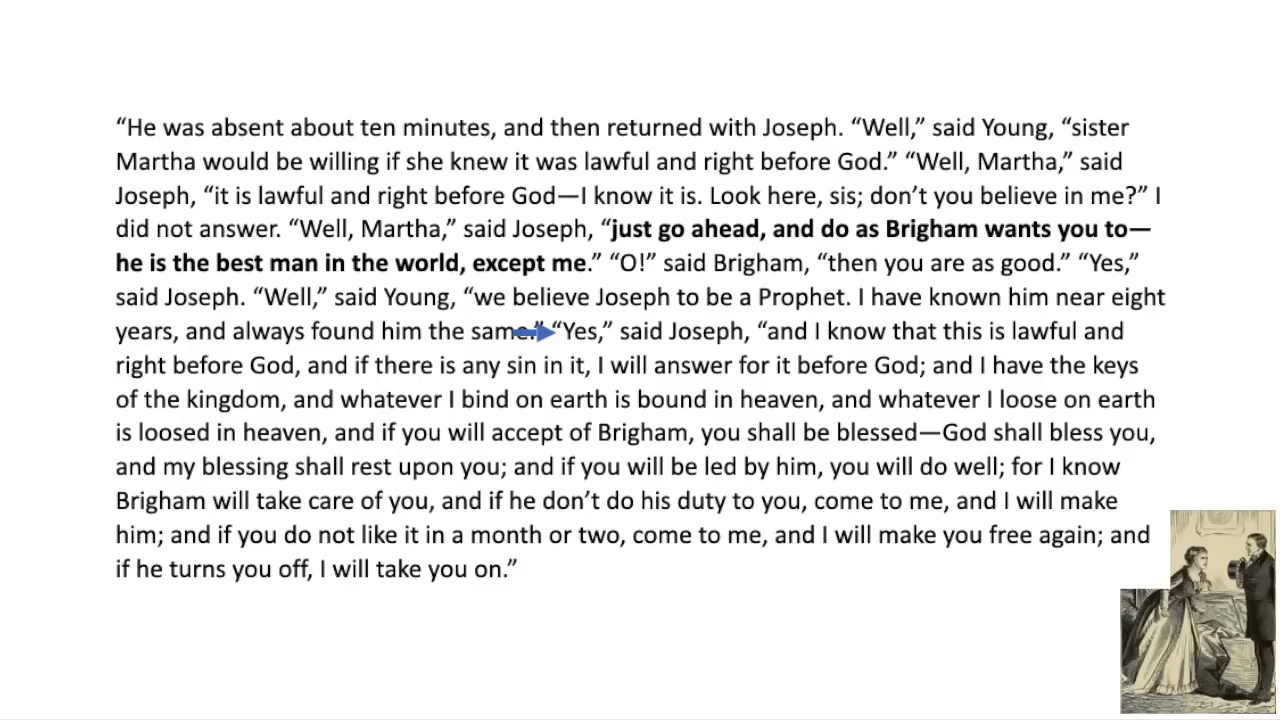 “He was absent about ten minutes, and then returned with Joseph. “Well,” said Young, “sister
Martha would be willing if she knew it was lawful and right before God.” “Well, Martha,” said
Joseph, “it is lawful and right before God—I know it is. Look here, sis; don’t you believe in me?” I
did not answer. “Well, Martha,” said Joseph, “just go ahead, and do as Brigham wants you to—
he is the best man in the world, except me.” “O!” said Brigham, “then you are as good.” “Yes,”
said Joseph. “Well,” said Young, “we believe Joseph to be a Prophet. I have known him near eight
years, and always found him the same.” “Yes,” said Joseph, “and I know that this is lawful and
right before God, and if there is any sin in it, I will answer for it before God; and I have the keys
of the kingdom, and whatever I bind on earth is bound in heaven, and whatever I loose on earth
is loosed in heaven, and if you will accept of Brigham, you shall be blessed—God shall bless you,
and my blessing shall rest upon you; and if you will be led by him, you will do well; for I know
Brigham will take care of you, and if he don’t do his duty to you, come to me, and I will make
him; and if you do not like it in a month or two, come to me, and I will make you free again; and
if he turns you off, I will take you on.”